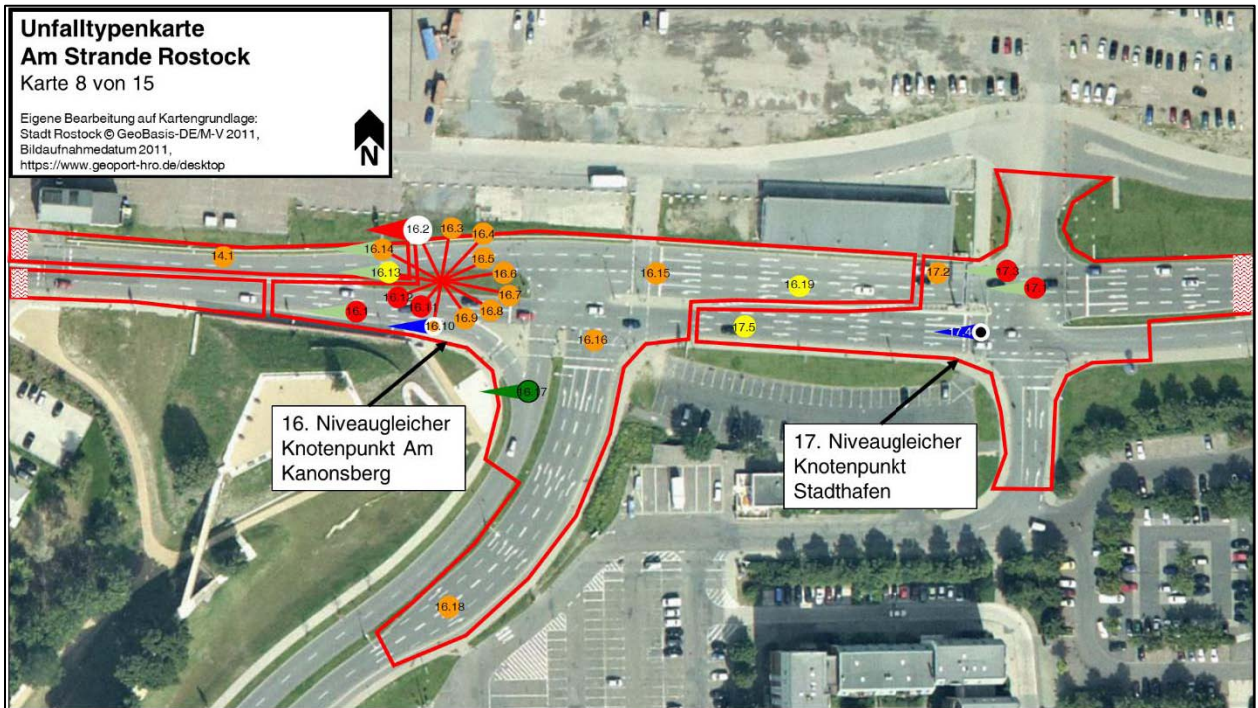 Unfalltypenkarte
Am Strande Rostock
Karte 8 von 15
Eigene Bearbeitung auf Kartengrundlage:
Stadt Rostock © GeoBasis-DE/M-V 2011,
Bildaufnahmedatum 2011,
https://www.geoport-hro.de/desktop
N
16.2
16.3
16.4
14.1
16.14
16.5
16.13
16.6
16.15
17.2
17.3
16.7
16.19
17.1
16.12
16.11
16.1
16.8
16.9
16.10
17.5
17.4
16.16
16.17
16. Niveaugleicher
Knotenpunkt Am
Kanonsberg
17. Niveaugleicher
Knotenpunkt
Stadthafen
16.18